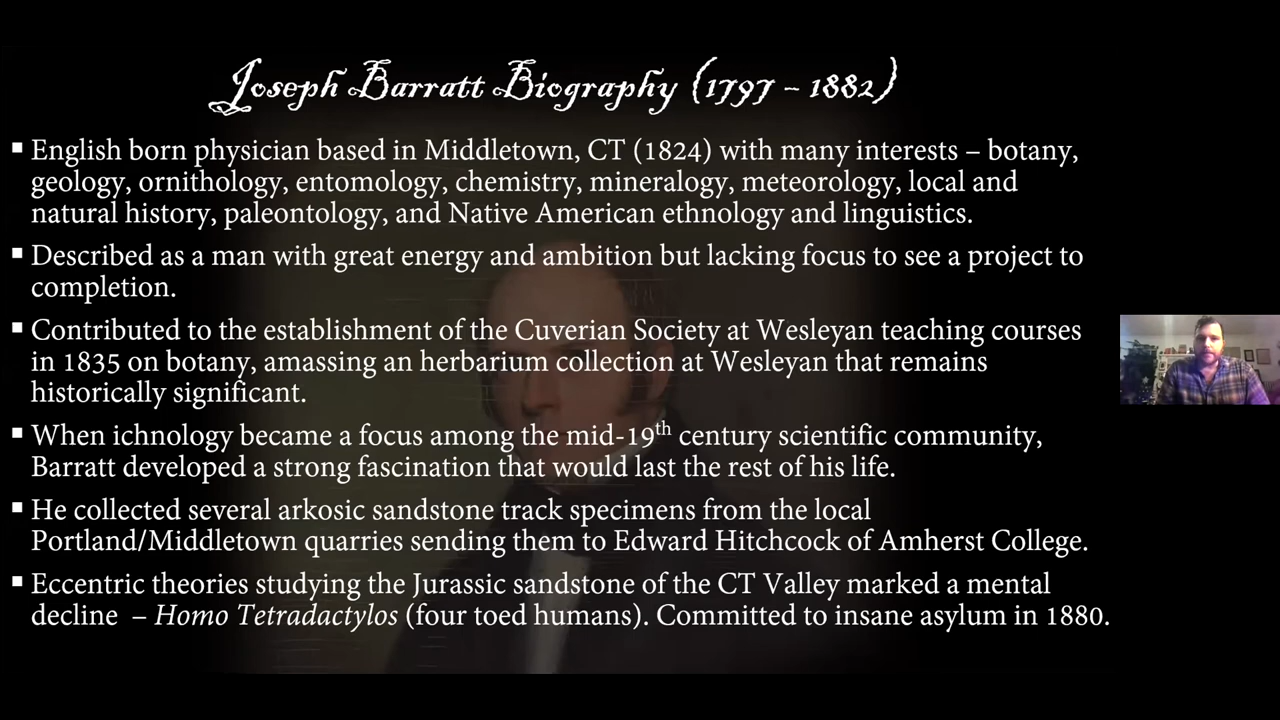 Joseph Barratt Biography (1797 – 1882)
▪ English born physician based in Middletown, CT (1824) with many interests – botany,
geology, ornithology, entomology, chemistry, mineralogy, meteorology, local and
natural history, paleontology, and Native American ethnology and linguistics.
▪ Described as a man with great energy and ambition but lacking focus to see a project to
completion.
▪ Contributed to the establishment of the Cuverian Society at Wesleyan teaching courses
in 1835 on botany, amassing an herbarium collection at Wesleyan that remains
historically significant.
▪ When ichnology became a focus among the mid-19th century scientific community,
Barratt developed a strong fascination that would last the rest of his life.
▪ He collected several arkosic sandstone track specimens from the local
Portland/Middletown quarries sending them to Edward Hitchcock of Amherst College.
▪ Eccentric theories studying the Jurassic sandstone of the CT Valley marked a mental
decline – Homo Tetradactylos (four toed humans). Committed to insane asylum in 1880.